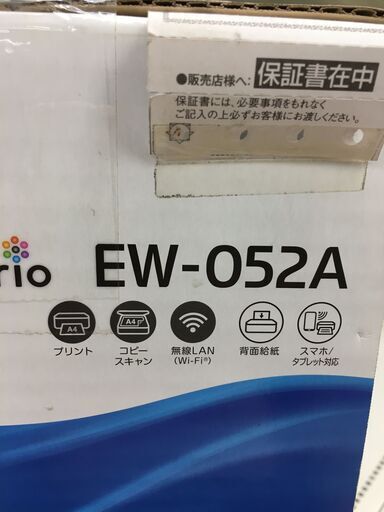 ●販売店様へ: 保証書在中
保証書には、必要事項をもれなく
ご記入の上必ずお客様にお渡しください。
rio EW-052A
A4 A4
プリント コピー 無線LAN 背面給紙 スマホ/
スキャン (Wi-Fi®) タブレット対応